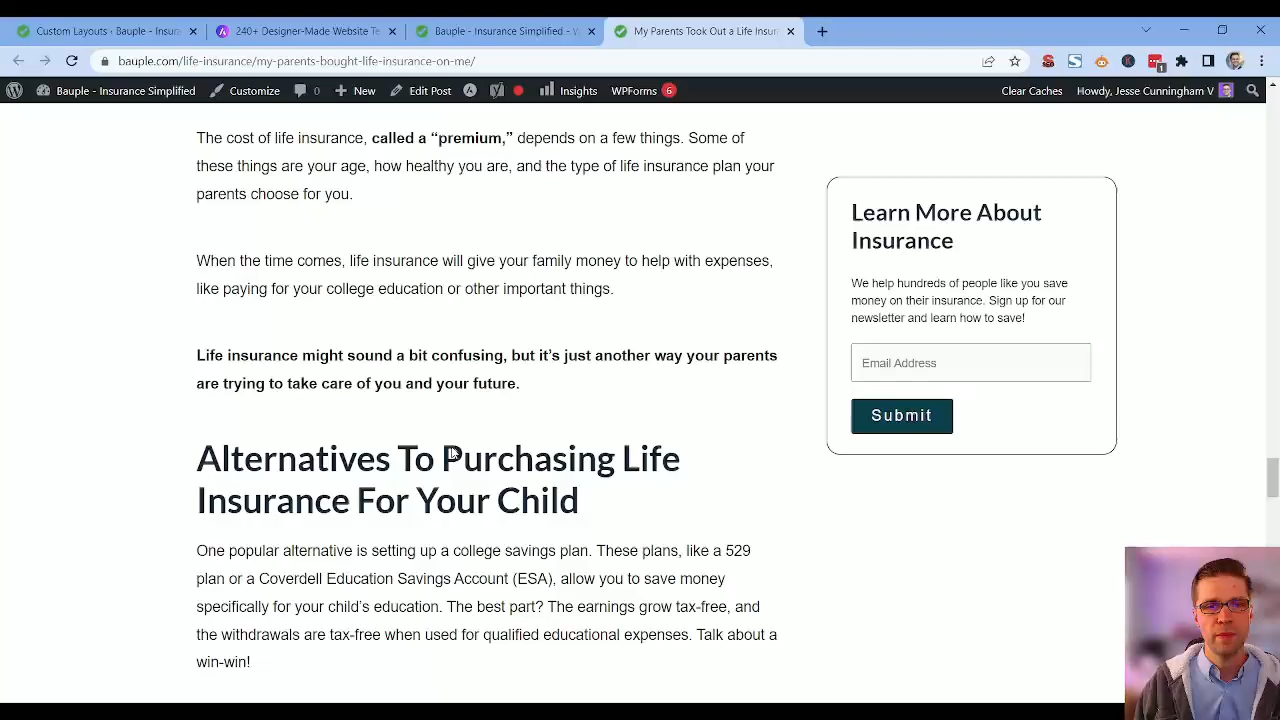 Custom Layouts · Bauple - Insura
240+ Designer-Made Website Te
Bauple - Insurance Simplified - W
My Parents Took Out a Life Insur
bauple.com/life-insurance/my-parents-bought-life-insurance-on-me/
1
Bauple - Insurance Simplified
Customize
0
New
Edit Post
Insights
WPForms
6
Clear Caches
Howdy, Jesse Cunningham V
The cost of life insurance, called a “premium,” depends on a few things. Some of
these things are your age, how healthy you are, and the type of life insurance plan your
parents choose for you.
When the time comes, life insurance will give your family money to help with expenses,
like paying for your college education or other important things.
Life insurance might sound a bit confusing, but it’s just another way your parents
are trying to take care of you and your future.
Alternatives To Purchasing Life
Insurance For Your Child
One popular alternative is setting up a college savings plan. These plans, like a 529
plan or a Coverdell Education Savings Account (ESA), allow you to save money
specifically for your child’s education. The best part? The earnings grow tax-free, and
the withdrawals are tax-free when used for qualified educational expenses. Talk about a
win-win!
Learn More About
Insurance
We help hundreds of people like you save
money on their insurance. Sign up for our
newsletter and learn how to save!
Email Address
Submit